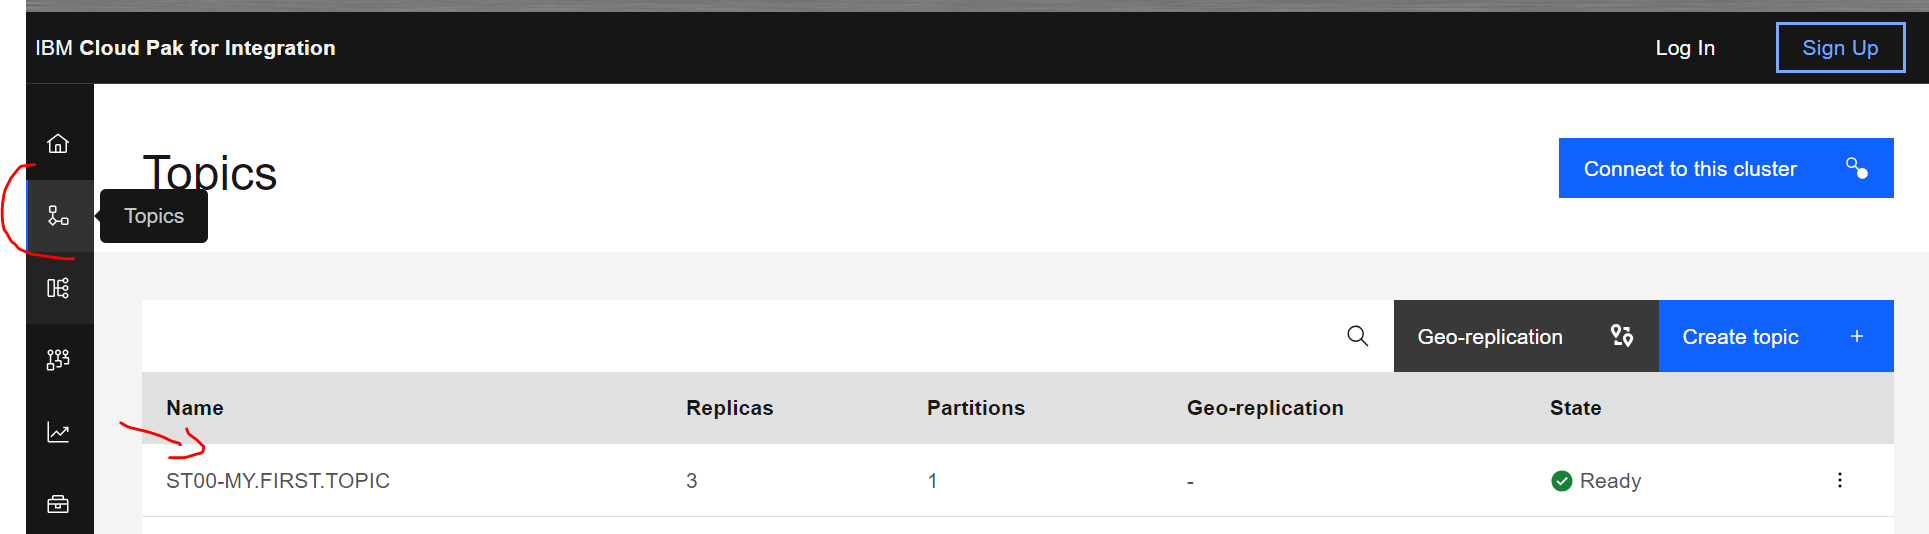 IBM Cloud Pak for Integration
Log In
Sign Up
Topics
Connect to this cluster
Topics
Geo-replication
Create topic
Name Replicas Partitions Geo-replication State
ST00-MY.FIRST.TOPIC 3 1 - Ready